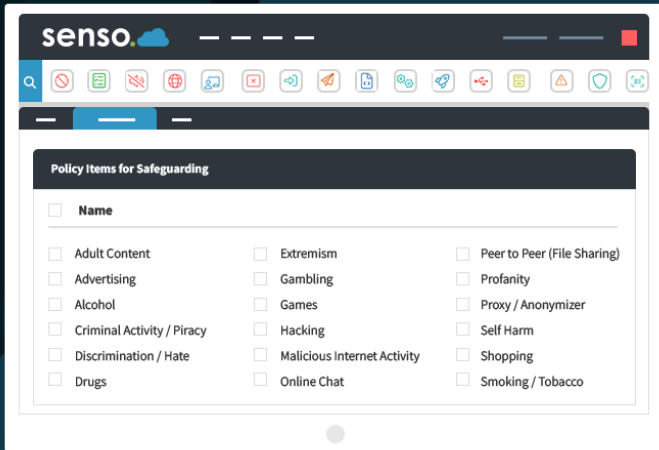 senso.
Policy Items for Safeguarding
Name
Adult Content
Advertising
Alcohol
Criminal Activity / Piracy
Discrimination / Hate
Drugs
Extremism
Gambling
Games
Hacking
Malicious Internet Activity
Online Chat
Peer to Peer (File Sharing)
Profanity
Proxy / Anonymizer
Self Harm
Shopping
Smoking / Tobacco